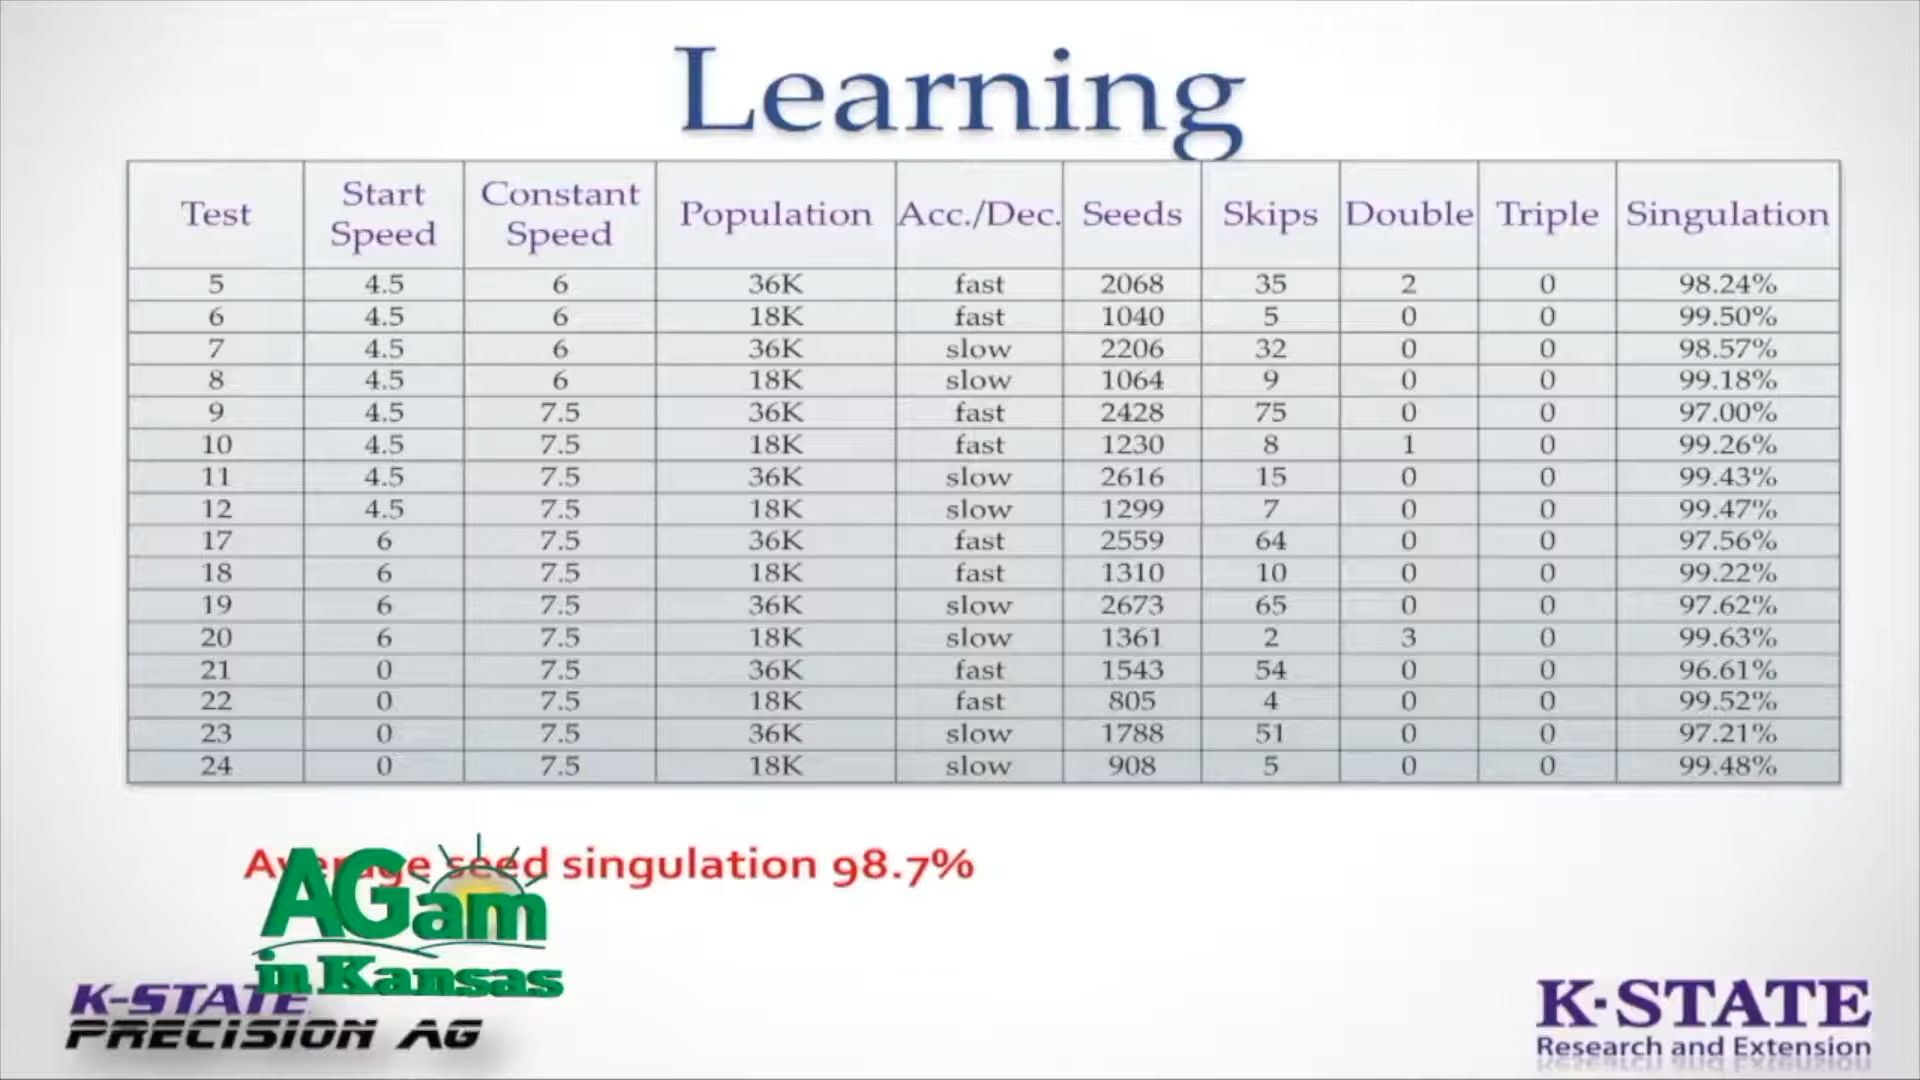 Learning
Test Start Speed Constant Speed Population Acc./Dec. Seeds Skips Double Triple Singulation
5 4.5 6 36K fast 2068 35 2 0 98.24%
6 4.5 6 18K fast 1040 5 0 0 99.50%
7 4.5 6 36K slow 2206 32 0 0 98.57%
8 4.5 6 18K slow 1064 9 0 0 99.18%
9 4.5 7.5 36K fast 2428 75 0 0 97.00%
10 4.5 7.5 18K fast 1230 8 1 0 99.26%
11 4.5 7.5 36K slow 2616 15 0 0 99.43%
12 4.5 7.5 18K slow 1299 7 0 0 99.47%
17 6 7.5 36K fast 2559 64 0 0 97.56%
18 6 7.5 18K fast 1310 10 0 0 99.22%
19 6 7.5 36K slow 2673 65 0 0 97.62%
20 6 7.5 18K slow 1361 2 3 0 99.63%
21 0 7.5 36K fast 1543 54 0 0 96.61%
22 0 7.5 18K fast 805 4 0 0 99.52%
23 0 7.5 36K slow 1788 51 0 0 97.21%
24 0 7.5 18K slow 908 5 0 0 99.48%
Average seed singulation 98.7%
AGam
in Kansas
K-STATE
PRECISION AG
K-STATE
Research and Extension